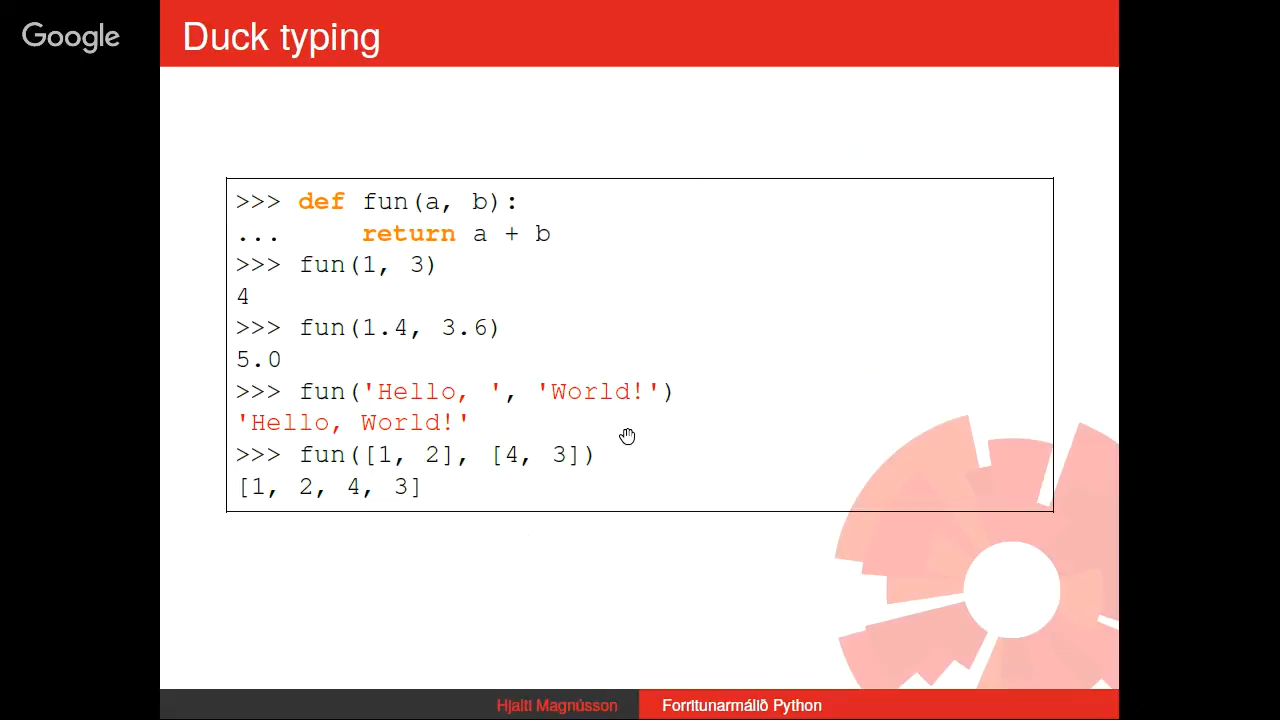 Google
Duck typing
>>> def fun(a, b):
...     return a + b
>>> fun(1, 3)
4
>>> fun(1.4, 3.6)
5.0
>>> fun('Hello, ', 'World!')
'Hello, World!'
>>> fun([1, 2], [4, 3])
[1, 2, 4, 3]
Hjalti Magnússon
Forritunarmálið Python